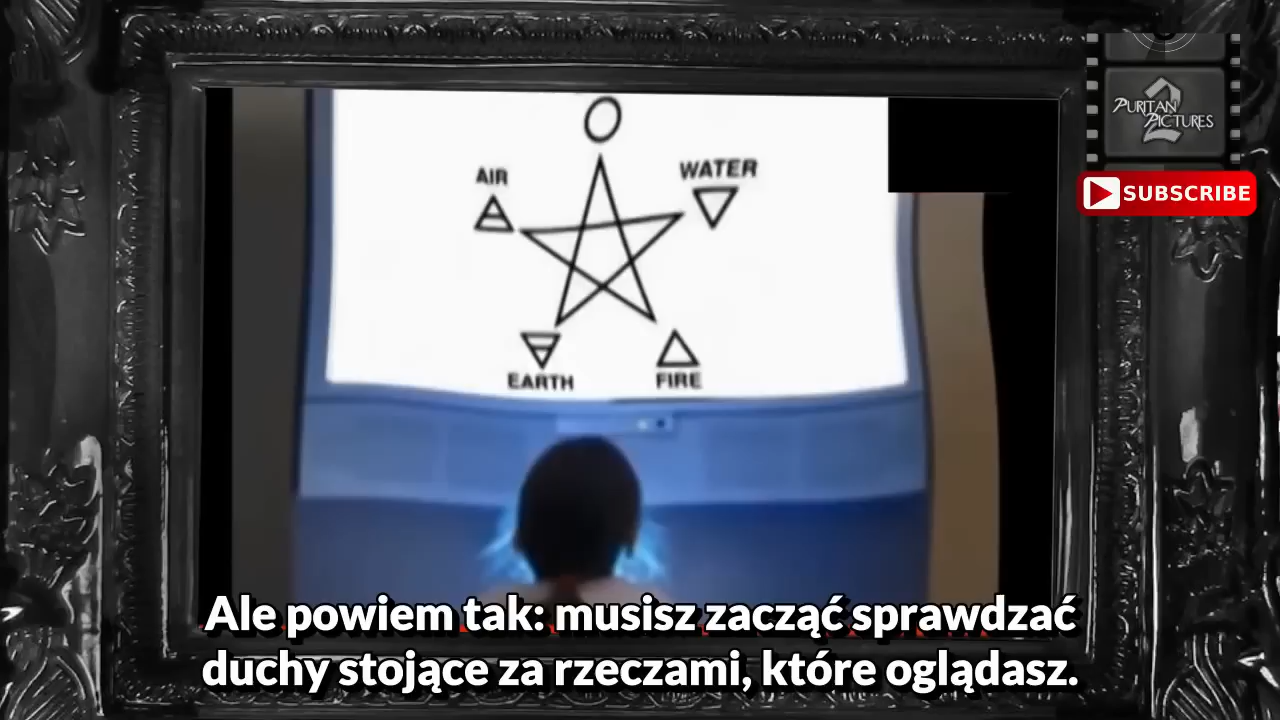 PURITAN
2
PICTURES
SUBSCRIBE
AIR
WATER
EARTH
FIRE
Ale powiem tak: musisz zacząć sprawdzać
duchy stojące za rzeczami, które oglądasz.